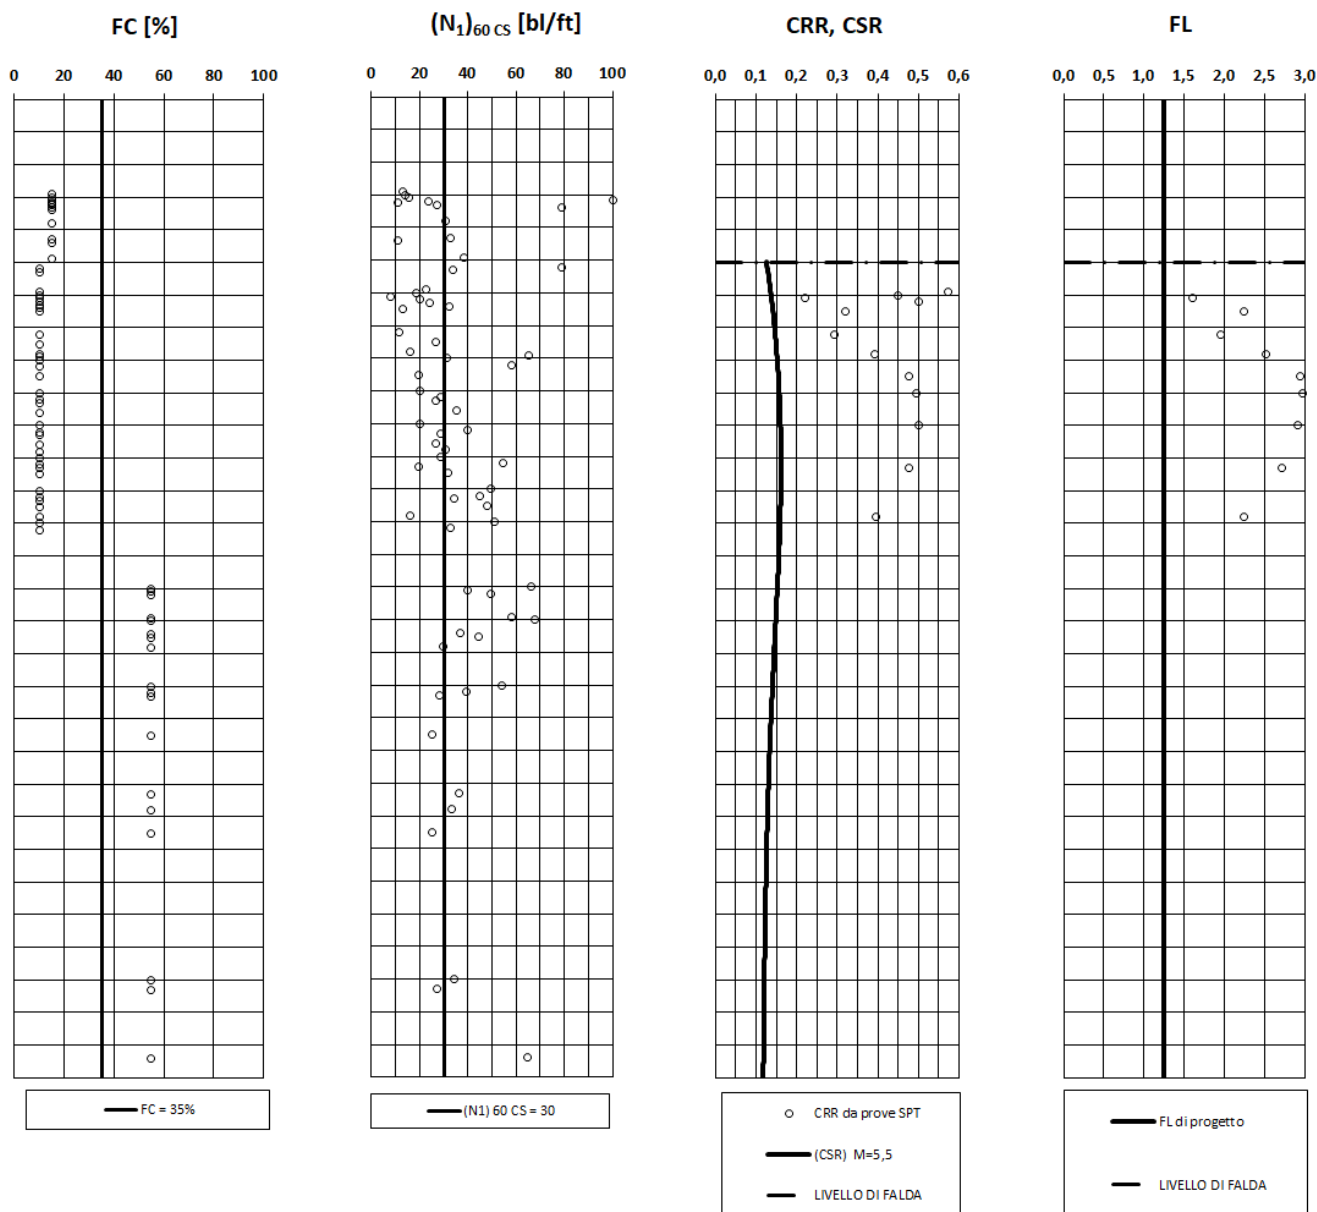 FC [%]
0 20 40 60 80 100
FC = 35%
(N1)60 CS [bl/ft]
0 20 40 60 80 100
(N1) 60 CS = 30
CRR, CSR
0,0 0,1 0,2 0,3 0,4 0,5 0,6
CRR da prove SPT
(CSR) M=5,5
LIVELLO DI FALDA
FL
0,0 0,5 1,0 1,5 2,0 2,5 3,0
FL di progetto
LIVELLO DI FALDA